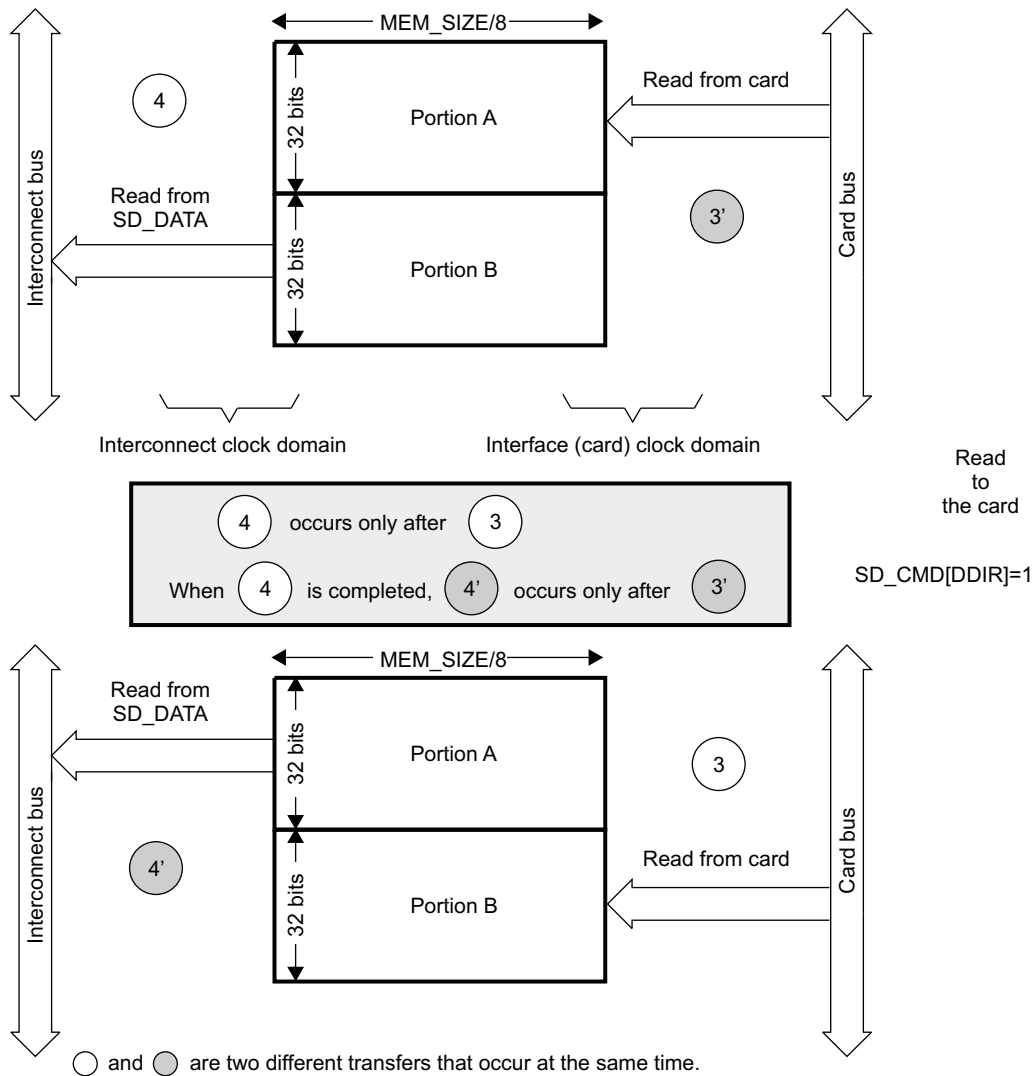 MEM_SIZE/8
Interconnect bus
4
Read from
SD_DATA
32 bits
Portion A
32 bits
Portion B
Read from card
3’
Card bus
Interconnect clock domain
Interface (card) clock domain
Read
to
the card
SD_CMD[DDIR]=1
4 occurs only after 3
When 4 is completed, 4’ occurs only after 3’
MEM_SIZE/8
Interconnect bus
Read from
SD_DATA
4’
32 bits
Portion A
32 bits
Portion B
3
Read from card
Card bus
and are two different transfers that occur at the same time.